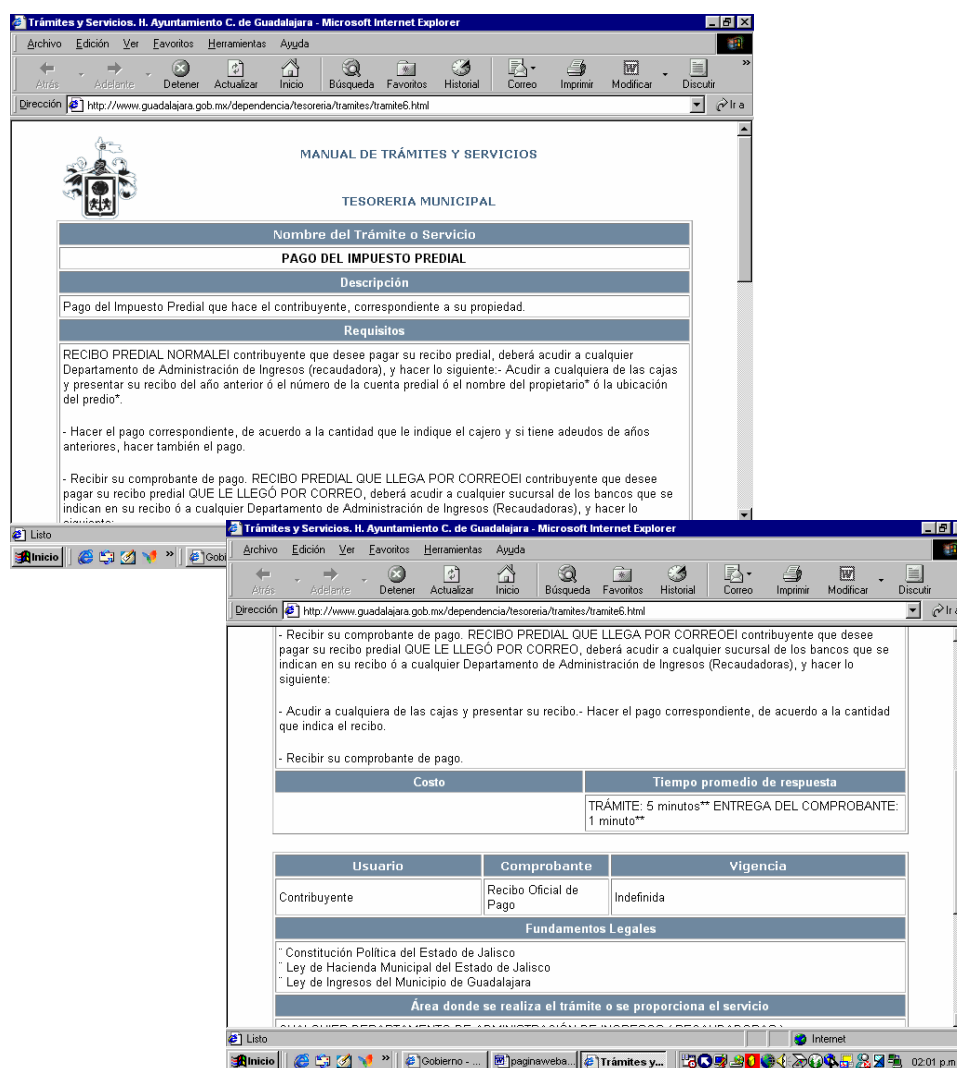 Trámites y Servicios. H. Ayuntamiento C. de Guadalajara - Microsoft Internet Explorer
Archivo Edición Ver Favoritos Herramientas Ayuda
Atrás Adelante Detener Actualizar Inicio Búsqueda Favoritos Historial Correo Imprimir Modificar Discutir »
Dirección http://www.guadalajara.gob.mx/dependencia/tesoreria/tramites/tramite6.html Ir a
MANUAL DE TRÁMITES Y SERVICIOS
TESORERIA MUNICIPAL
Nombre del Trámite o Servicio
PAGO DEL IMPUESTO PREDIAL
Descripción
Pago del Impuesto Predial que hace el contribuyente, correspondiente a su propiedad.
Requisitos
RECIBO PREDIAL NORMALEl contribuyente que desee pagar su recibo predial, deberá acudir a cualquier
Departamento de Administración de Ingresos (recaudadora), y hacer lo siguiente:- Acudir a cualquiera de las cajas
y presentar su recibo del año anterior ó el número de la cuenta predial ó el nombre del propietario* ó la ubicación
del predio*.
- Hacer el pago correspondiente, de acuerdo a la cantidad que le indique el cajero y si tiene adeudos de años
anteriores, hacer también el pago.
- Recibir su comprobante de pago. RECIBO PREDIAL QUE LLEGA POR CORREOEl contribuyente que desee
pagar su recibo predial QUE LE LLEGÓ POR CORREO, deberá acudir a cualquier sucursal de los bancos que se
indican en su recibo ó a cualquier Departamento de Administración de Ingresos (Recaudadoras), y hacer lo
siguiente:
Listo
Inicio » Gobi
Trámites y Servicios. H. Ayuntamiento C. de Guadalajara - Microsoft Internet Explorer
Archivo Edición Ver Favoritos Herramientas Ayuda
Atrás Adelante Detener Actualizar Inicio Búsqueda Favoritos Historial Correo Imprimir Modificar Discutir
Dirección http://www.guadalajara.gob.mx/dependencia/tesoreria/tramites/tramite6.html Ir a
- Recibir su comprobante de pago. RECIBO PREDIAL QUE LLEGA POR CORREOEl contribuyente que desee
pagar su recibo predial QUE LE LLEGÓ POR CORREO, deberá acudir a cualquier sucursal de los bancos que se
indican en su recibo ó a cualquier Departamento de Administración de Ingresos (Recaudadoras), y hacer lo
siguiente:
- Acudir a cualquiera de las cajas y presentar su recibo.- Hacer el pago correspondiente, de acuerdo a la cantidad
que indica el recibo.
- Recibir su comprobante de pago.
Costo Tiempo promedio de respuesta
TRÁMITE: 5 minutos** ENTREGA DEL COMPROBANTE:
1 minuto**
Usuario Comprobante Vigencia
Contribuyente Recibo Oficial de Indefinida
Pago
Fundamentos Legales
¨ Constitución Política del Estado de Jalisco
¨ Ley de Hacienda Municipal del Estado de Jalisco
¨ Ley de Ingresos del Municipio de Guadalajara
Área donde se realiza el trámite o se proporciona el servicio
CUALQUIER DEPARTAMENTO DE ADMINISTRACIÓN DE INGRESOS ( RECAUDADORAS )
Listo Internet
Inicio » Gobierno - ... paginaweba... Trámites y... 02:01 p.m